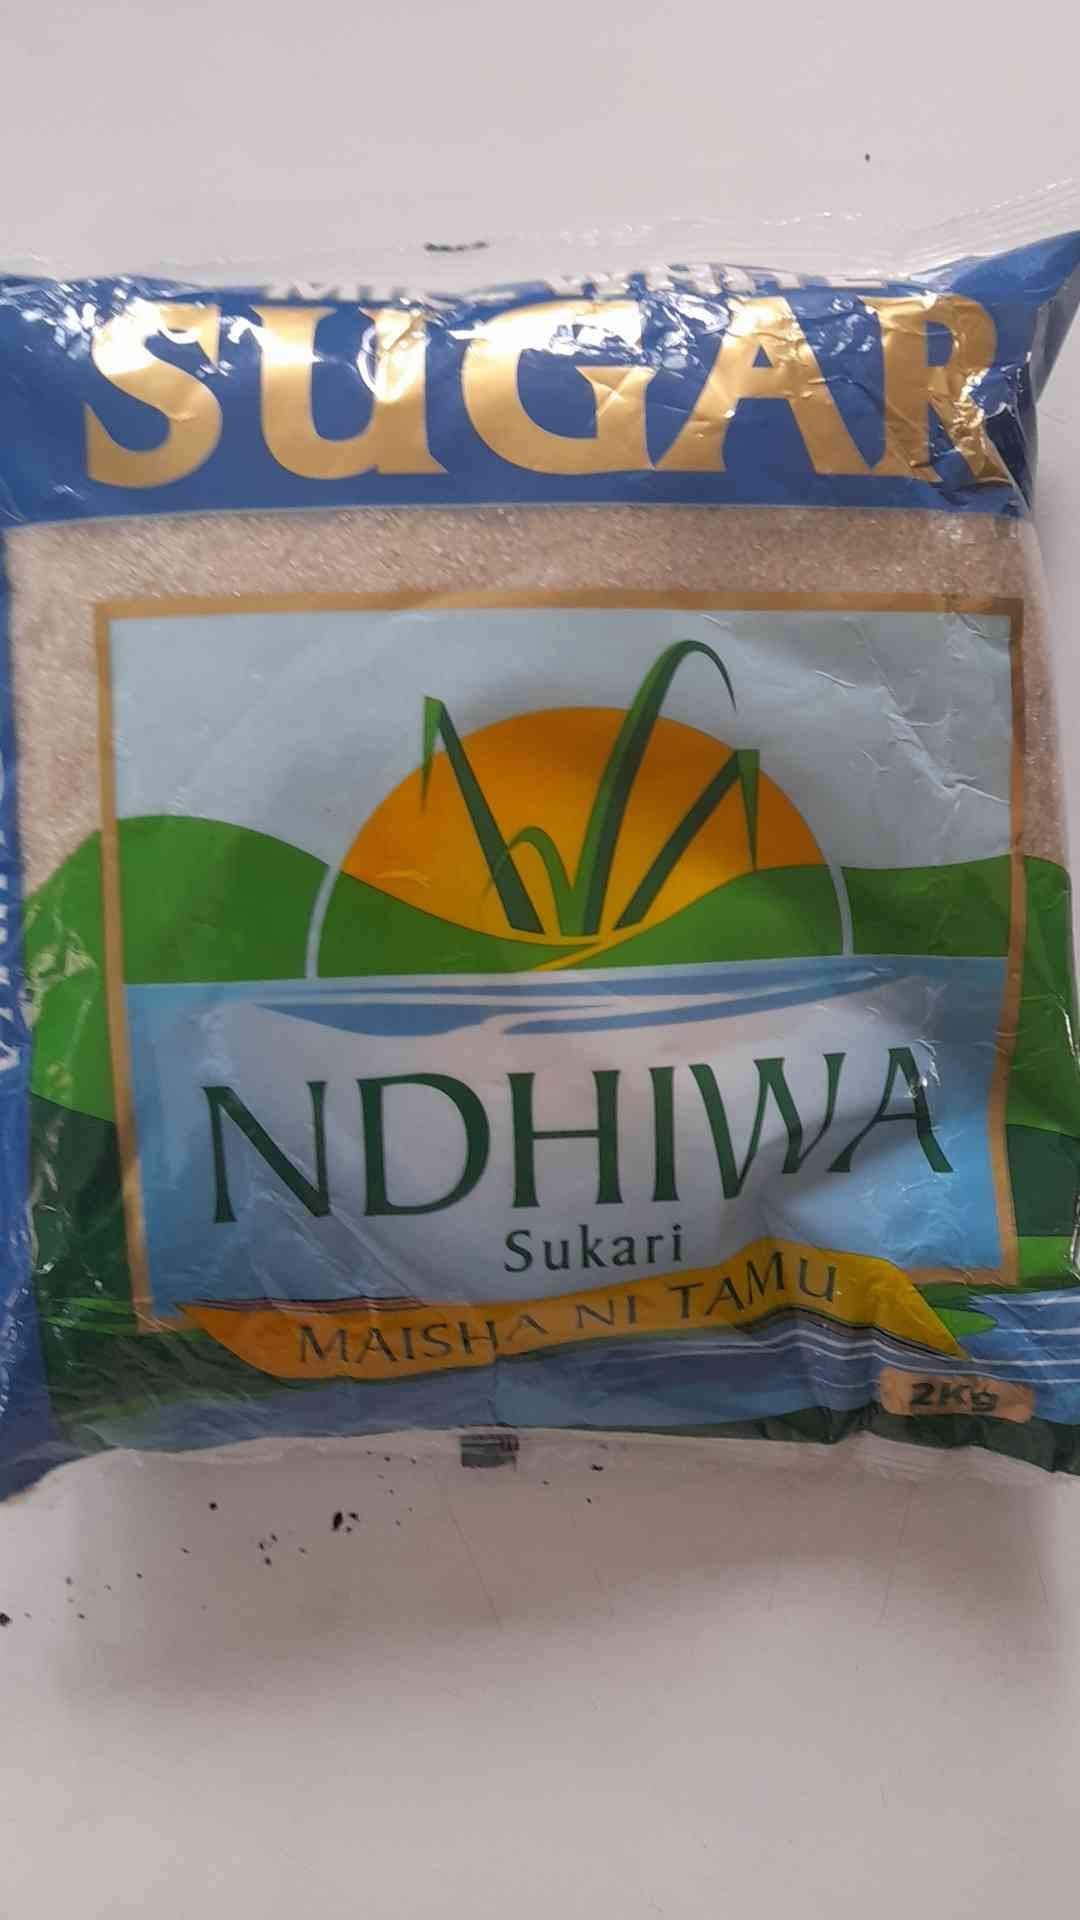 SUGAR
NDHIWA
Sukari
MAISHA NI TAMU
2Kg